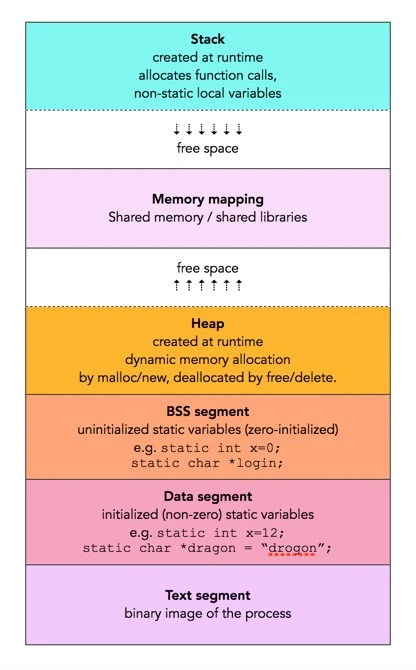 Stack
created at runtime
allocates function calls,
non-static local variables
free space
Memory mapping
Shared memory / shared libraries
free space
Heap
created at runtime
dynamic memory allocation
by malloc/new, deallocated by free/delete.
BSS segment
uninitialized static variables (zero-initialized)
e.g. static int x=0;
static char *login;
Data segment
initialized (non-zero) static variables
e.g. static int x=12;
static char *dragon = “drogon”;
Text segment
binary image of the process